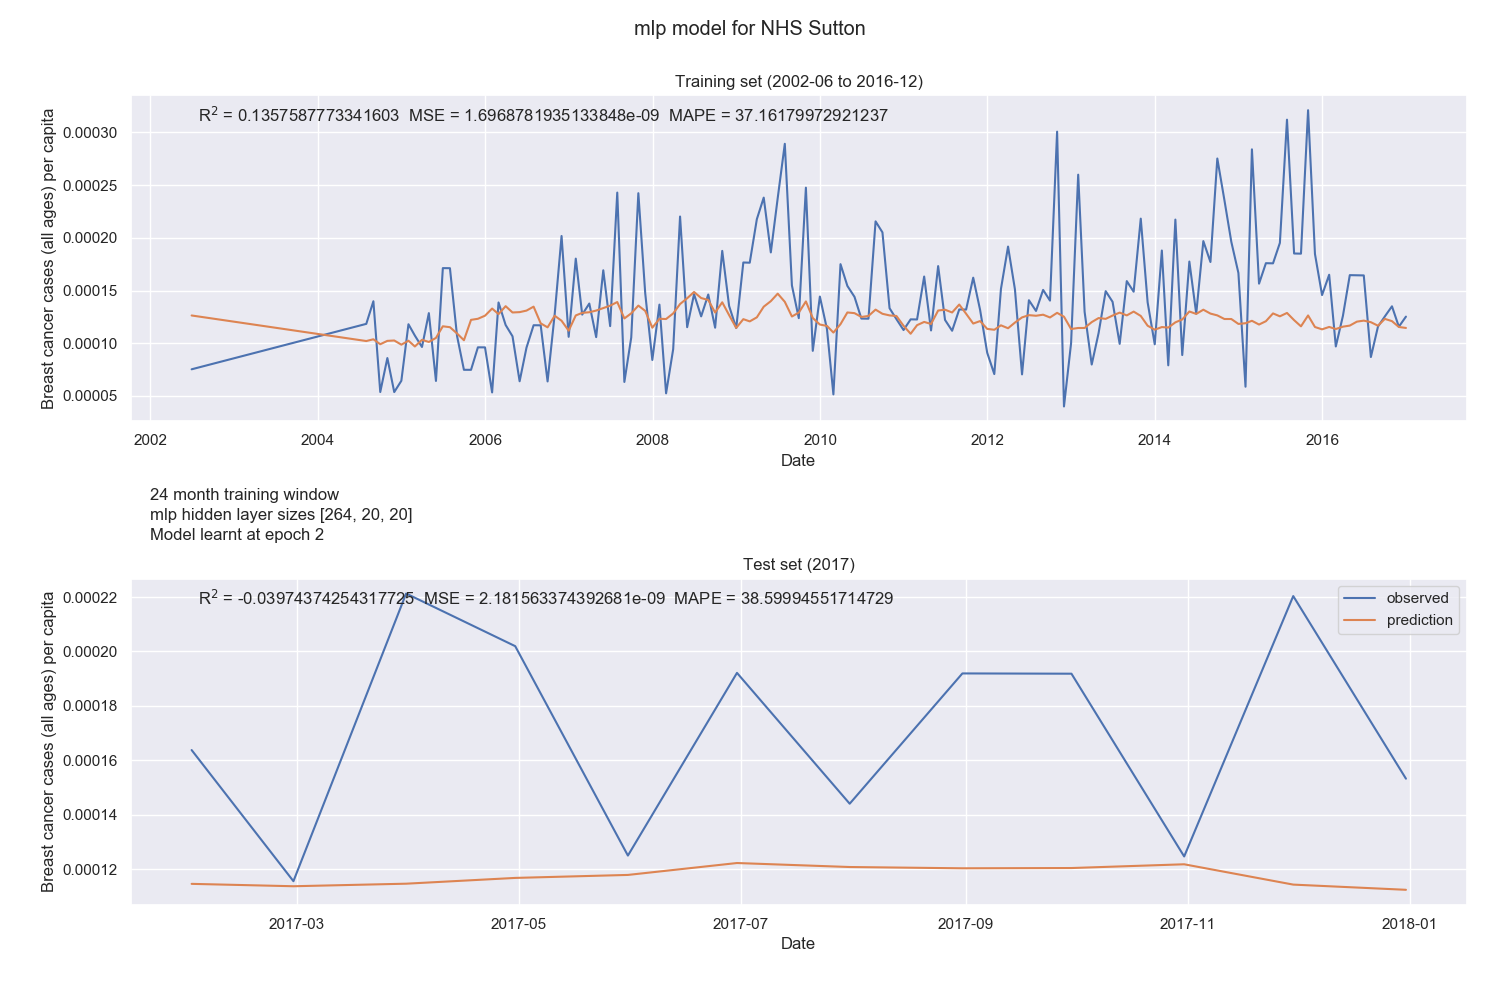 mlp model for NHS Sutton
Training set (2002-06 to 2016-12)
R² = 0.1357587773341603 MSE = 1.6968781935133848e-09 MAPE = 37.16179972921237
Breast cancer cases (all ages) per capita
0.00030
0.00025
0.00020
0.00015
0.00010
0.00005
2002 2004 2006 2008 2010 2012 2014 2016
Date
24 month training window
mlp hidden layer sizes [264, 20, 20]
Model learnt at epoch 2
Test set (2017)
R² = -0.03974374254317725 MSE = 2.181563374392681e-09 MAPE = 38.59994551714729
observed
prediction
Breast cancer cases (all ages) per capita
0.00022
0.00020
0.00018
0.00016
0.00014
0.00012
2017-03 2017-05 2017-07 2017-09 2017-11 2018-01
Date